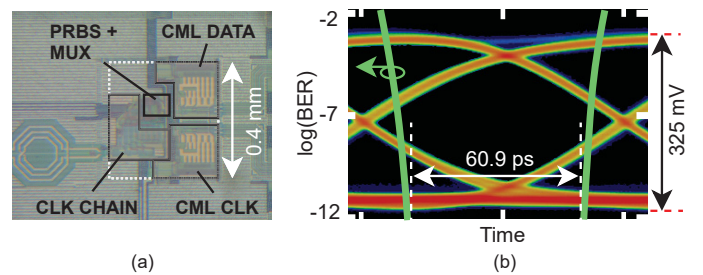 PRBS +
MUX
CML DATA
0.4 mm
CLK CHAIN
CML CLK
(a)
-2
-7
-12
log(BER)
60.9 ps
325 mV
Time
(b)